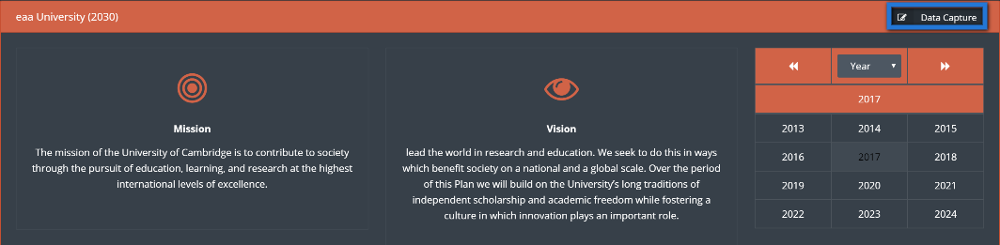 eaa University (2030)
Data Capture
Mission
The mission of the University of Cambridge is to contribute to society
through the pursuit of education, learning, and research at the highest
international levels of excellence.
Vision
lead the world in research and education. We seek to do this in ways
which benefit society on a national and a global scale. Over the period
of this Plan we will build on the University's long traditions of
independent scholarship and academic freedom while fostering a
culture in which innovation plays an important role.
Year
2017
2013 2014 2015
2016 2017 2018
2019 2020 2021
2022 2023 2024